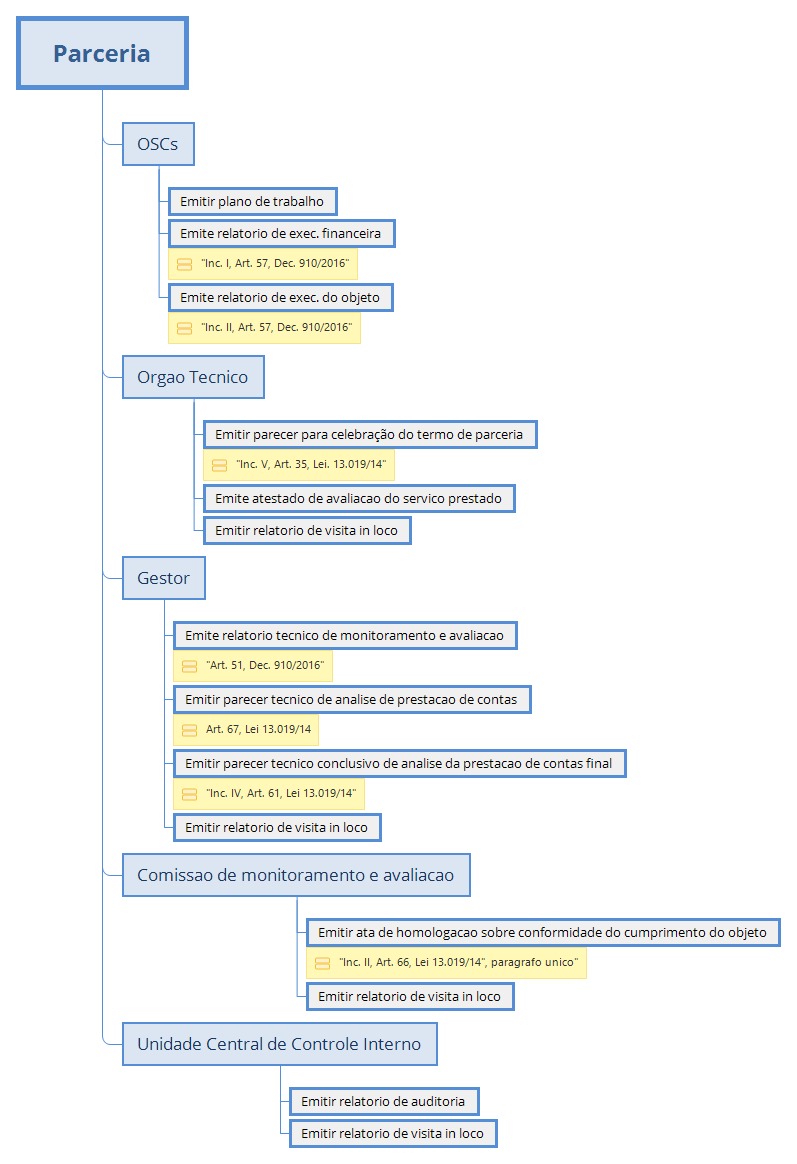 Parceria
OSCs
Emitir plano de trabalho
Emite relatorio de exec. financeira
"Inc. I, Art. 57, Dec. 910/2016"
Emite relatorio de exec. do objeto
"Inc. II, Art. 57, Dec. 910/2016"
Orgao Tecnico
Emitir parecer para celebração do termo de parceria
"Inc. V, Art. 35, Lei. 13.019/14"
Emite atestado de avaliacao do servico prestado
Emitir relatorio de visita in loco
Gestor
Emite relatorio tecnico de monitoramento e avaliacao
"Art. 51, Dec. 910/2016"
Emitir parecer tecnico de analise de prestacao de contas
Art. 67, Lei 13.019/14
Emitir parecer tecnico conclusivo de analise da prestacao de contas final
"Inc. IV, Art. 61, Lei 13.019/14"
Emitir relatorio de visita in loco
Comissao de monitoramento e avaliacao
Emitir ata de homologacao sobre conformidade do cumprimento do objeto
"Inc. II, Art. 66, Lei 13.019/14", paragrafo unico"
Emitir relatorio de visita in loco
Unidade Central de Controle Interno
Emitir relatorio de auditoria
Emitir relatorio de visita in loco